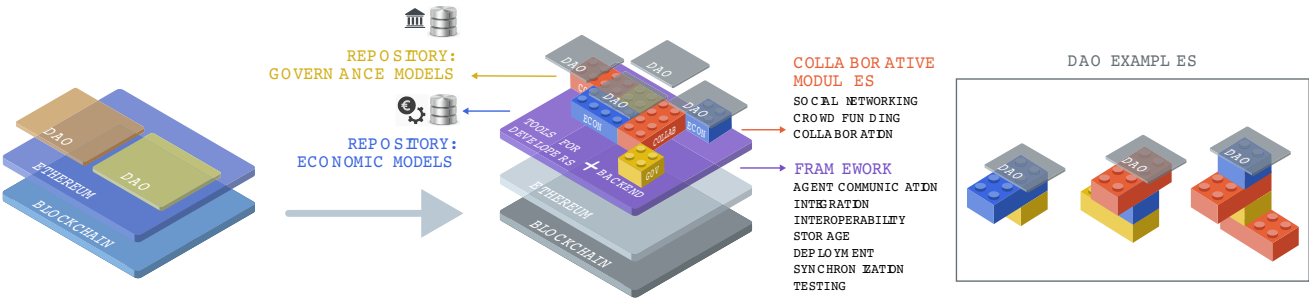 DAO
DAO
ETHEREUM
BLOCKCHAIN
REPOSITORY:
GOVERNANCE MODELS
€
REPOSITORY:
ECONOMIC MODELS
DAO
DAO
DAO
DAO
ECON
COLLAB
ECON
GOV
TOOLS FOR
DEVELOPERS + BACKEND
ETHEREUM
BLOCKCHAIN
COLLABORATIVE
MODULES
SOCIAL NETWORKING
CROWD FUNDING
COLLABORATION
FRAMEWORK
AGENT COMMUNICATION
INTEGRATION
INTEROPERABILITY
STORAGE
DEPLOYMENT
SYNCHRONIZATION
TESTING
DAO EXAMPLES
DAO
DAO
DAO